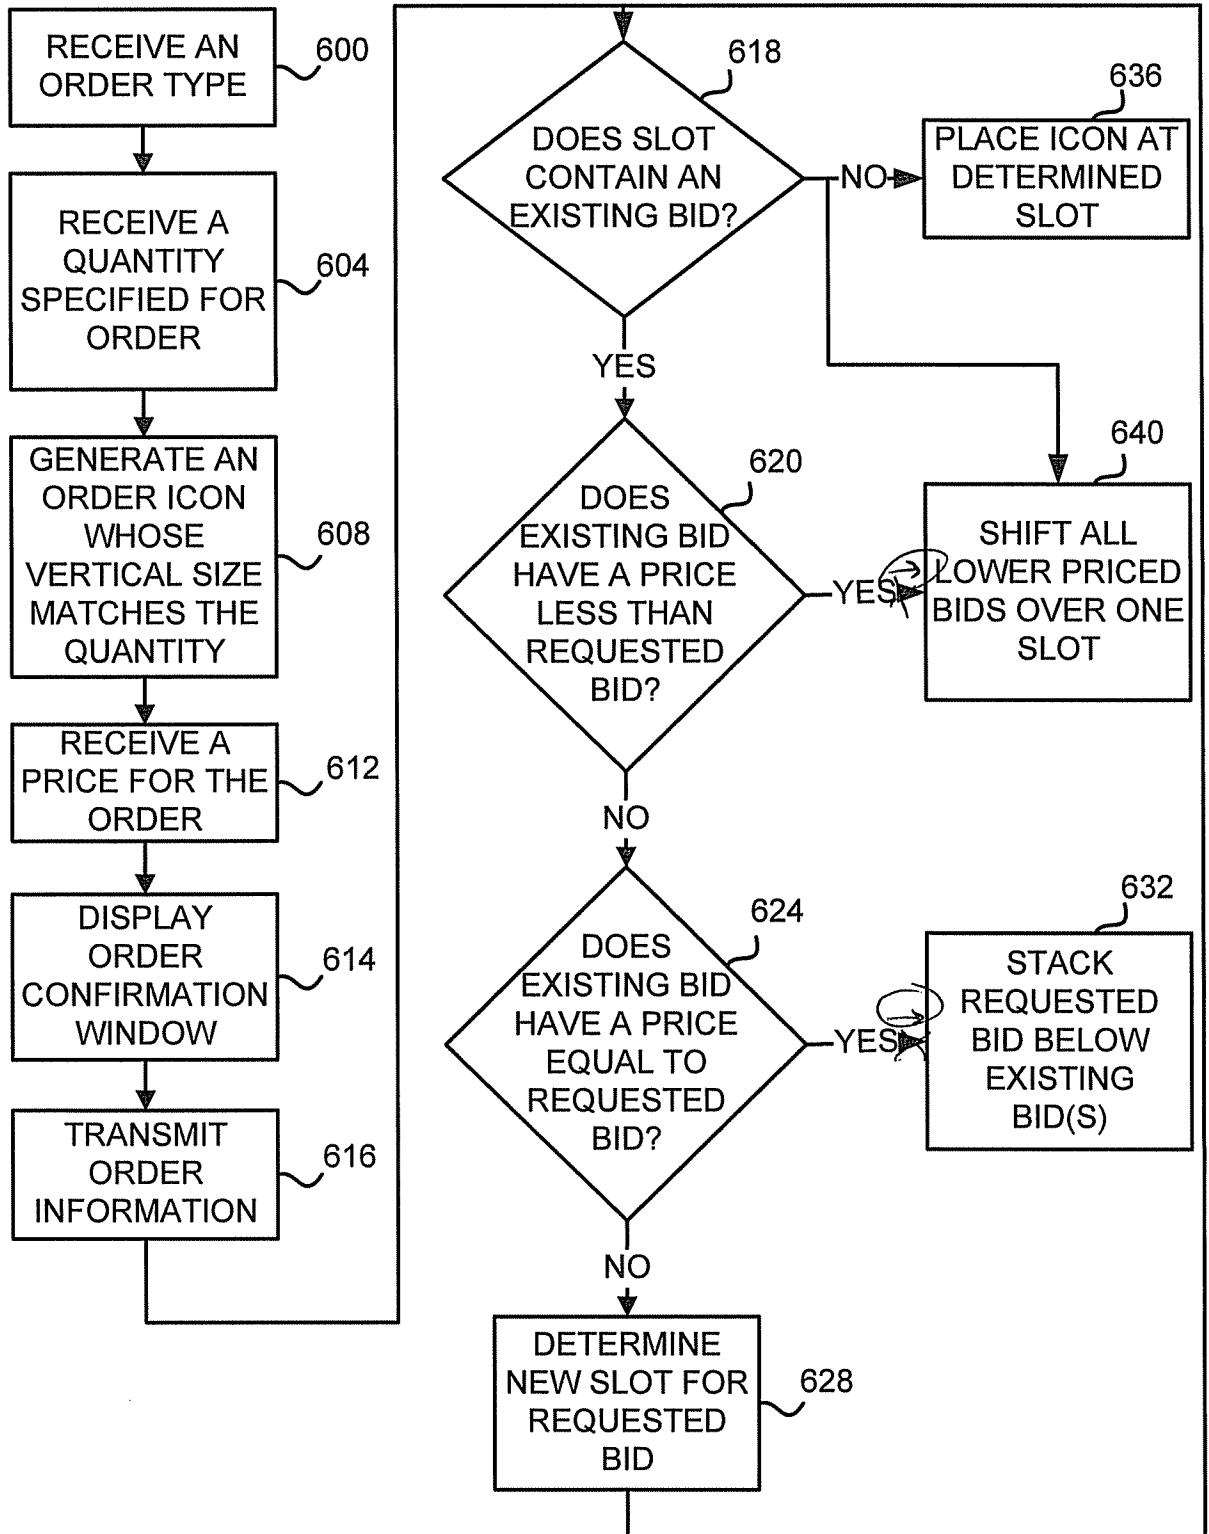 RECEIVE AN
ORDER TYPE
600
RECEIVE A
QUANTITY
SPECIFIED FOR
ORDER
604
GENERATE AN
ORDER ICON
WHOSE
VERTICAL SIZE
MATCHES THE
QUANTITY
608
RECEIVE A
PRICE FOR THE
ORDER
612
DISPLAY
ORDER
CONFIRMATION
WINDOW
614
TRANSMIT
ORDER
INFORMATION
616
618
DOES SLOT
CONTAIN AN
EXISTING BID?
NO
636
PLACE ICON AT
DETERMINED
SLOT
YES
620
DOES
EXISTING BID
HAVE A PRICE
LESS THAN
REQUESTED
BID?
YES
640
SHIFT ALL
LOWER PRICED
BIDS OVER ONE
SLOT
NO
624
DOES
EXISTING BID
HAVE A PRICE
EQUAL TO
REQUESTED
BID?
YES
632
STACK
REQUESTED
BID BELOW
EXISTING
BID(S)
NO
DETERMINE
NEW SLOT FOR
REQUESTED
BID
628